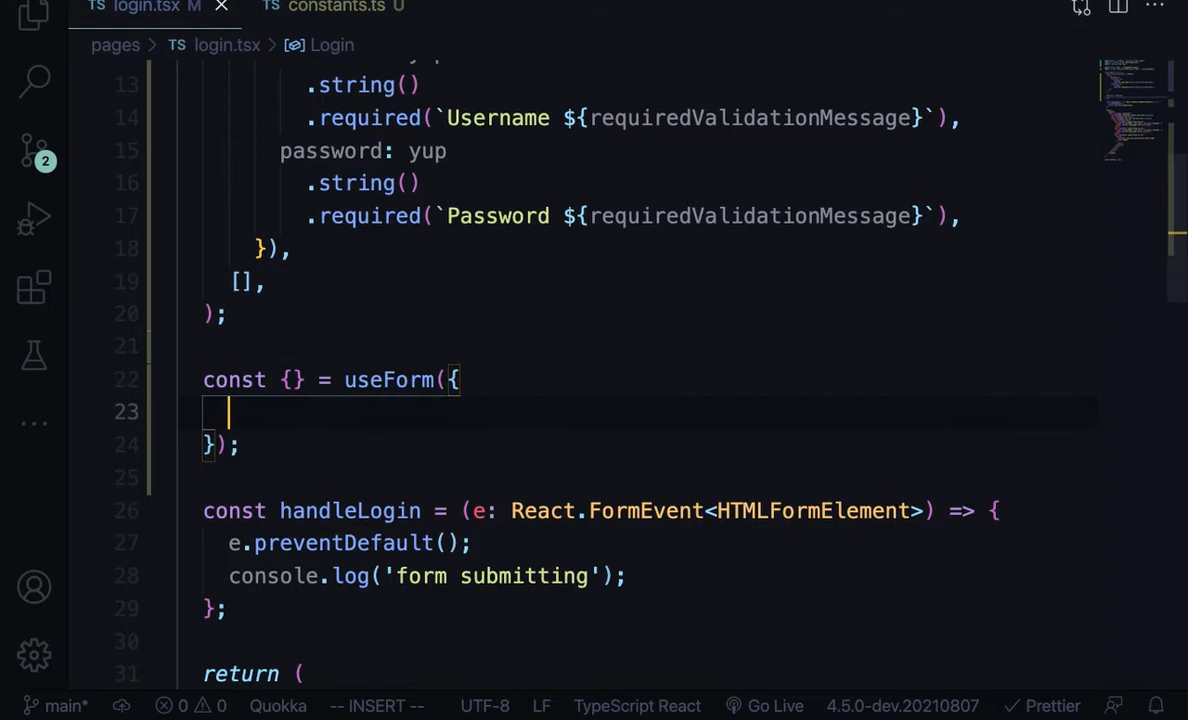 TS login.tsx M × TS constants.ts U
pages > TS login.tsx > Login
13 .string()
14 .required(`Username ${requiredValidationMessage}`),
15 password: yup
16 .string()
17 .required(`Password ${requiredValidationMessage}`),
18 }),
19 [],
20 );
21
22 const {} = useForm({
23
24 });
25
26 const handleLogin = (e: React.FormEvent<HTMLFormElement>) => {
27 e.preventDefault();
28 console.log('form submitting');
29 };
30
31 return (
2
main* 0 0 Quokka -- INSERT -- UTF-8 LF TypeScript React Go Live 4.5.0-dev.20210807 Prettier